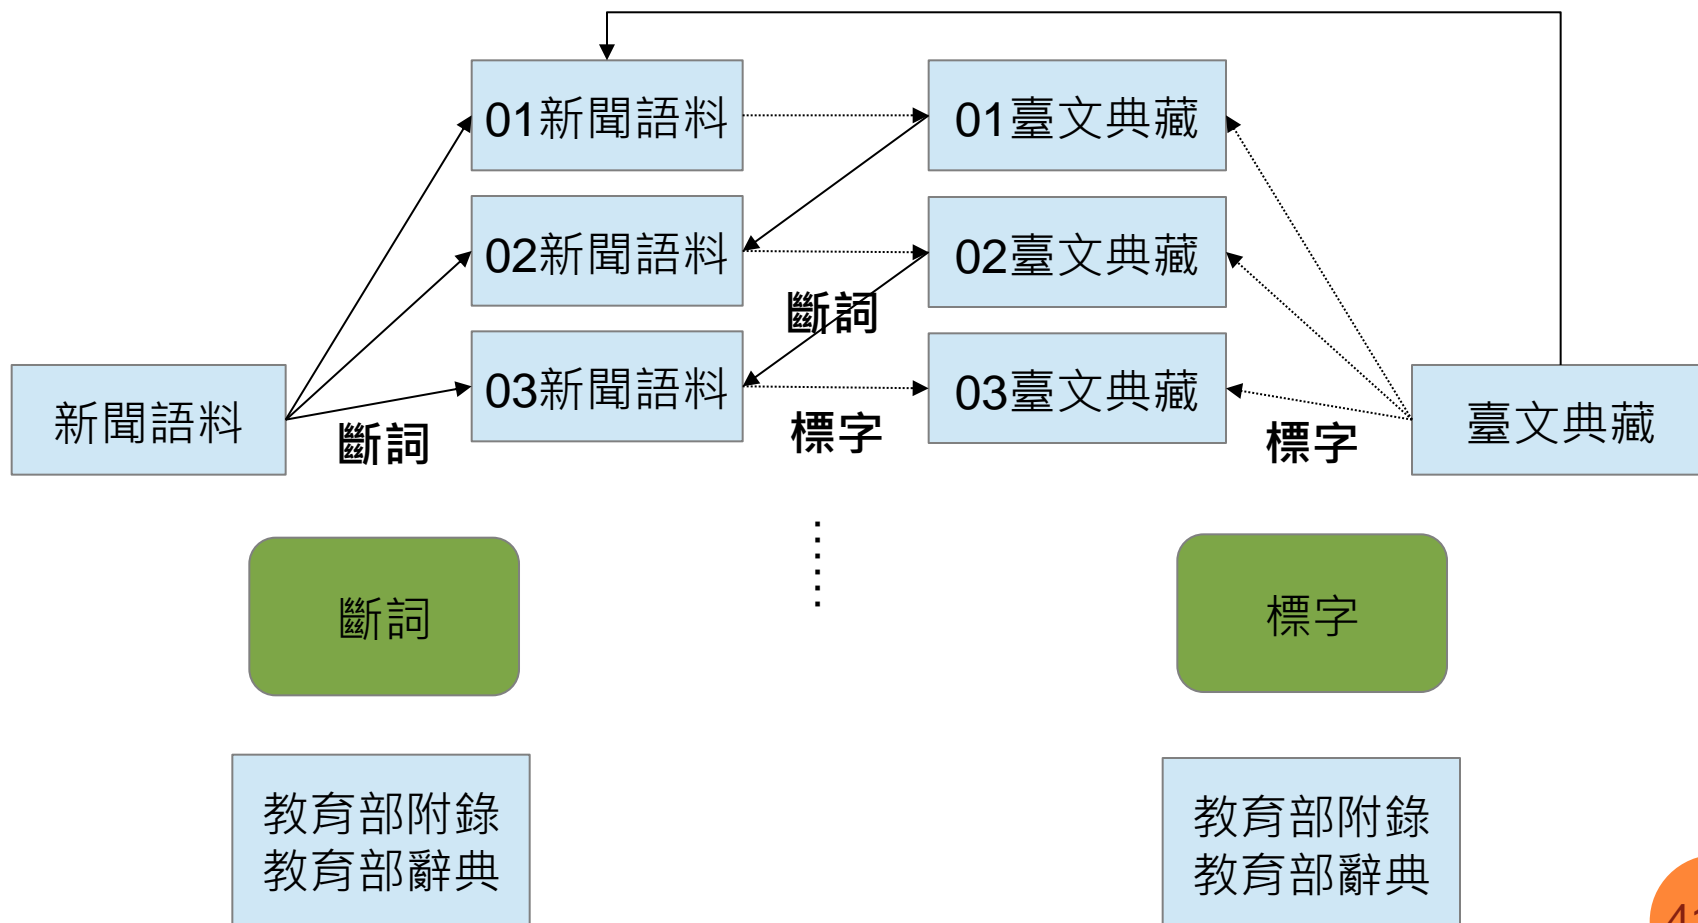 01新聞語料
01臺文典藏
02新聞語料
02臺文典藏
斷詞
03新聞語料
03臺文典藏
新聞語料
斷詞
標字
標字
臺文典藏
斷詞
標字
教育部附錄
教育部辭典
教育部附錄
教育部辭典